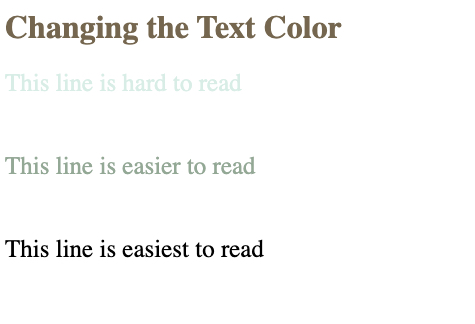 Changing the Text Color
This line is hard to read
This line is easier to read
This line is easiest to read